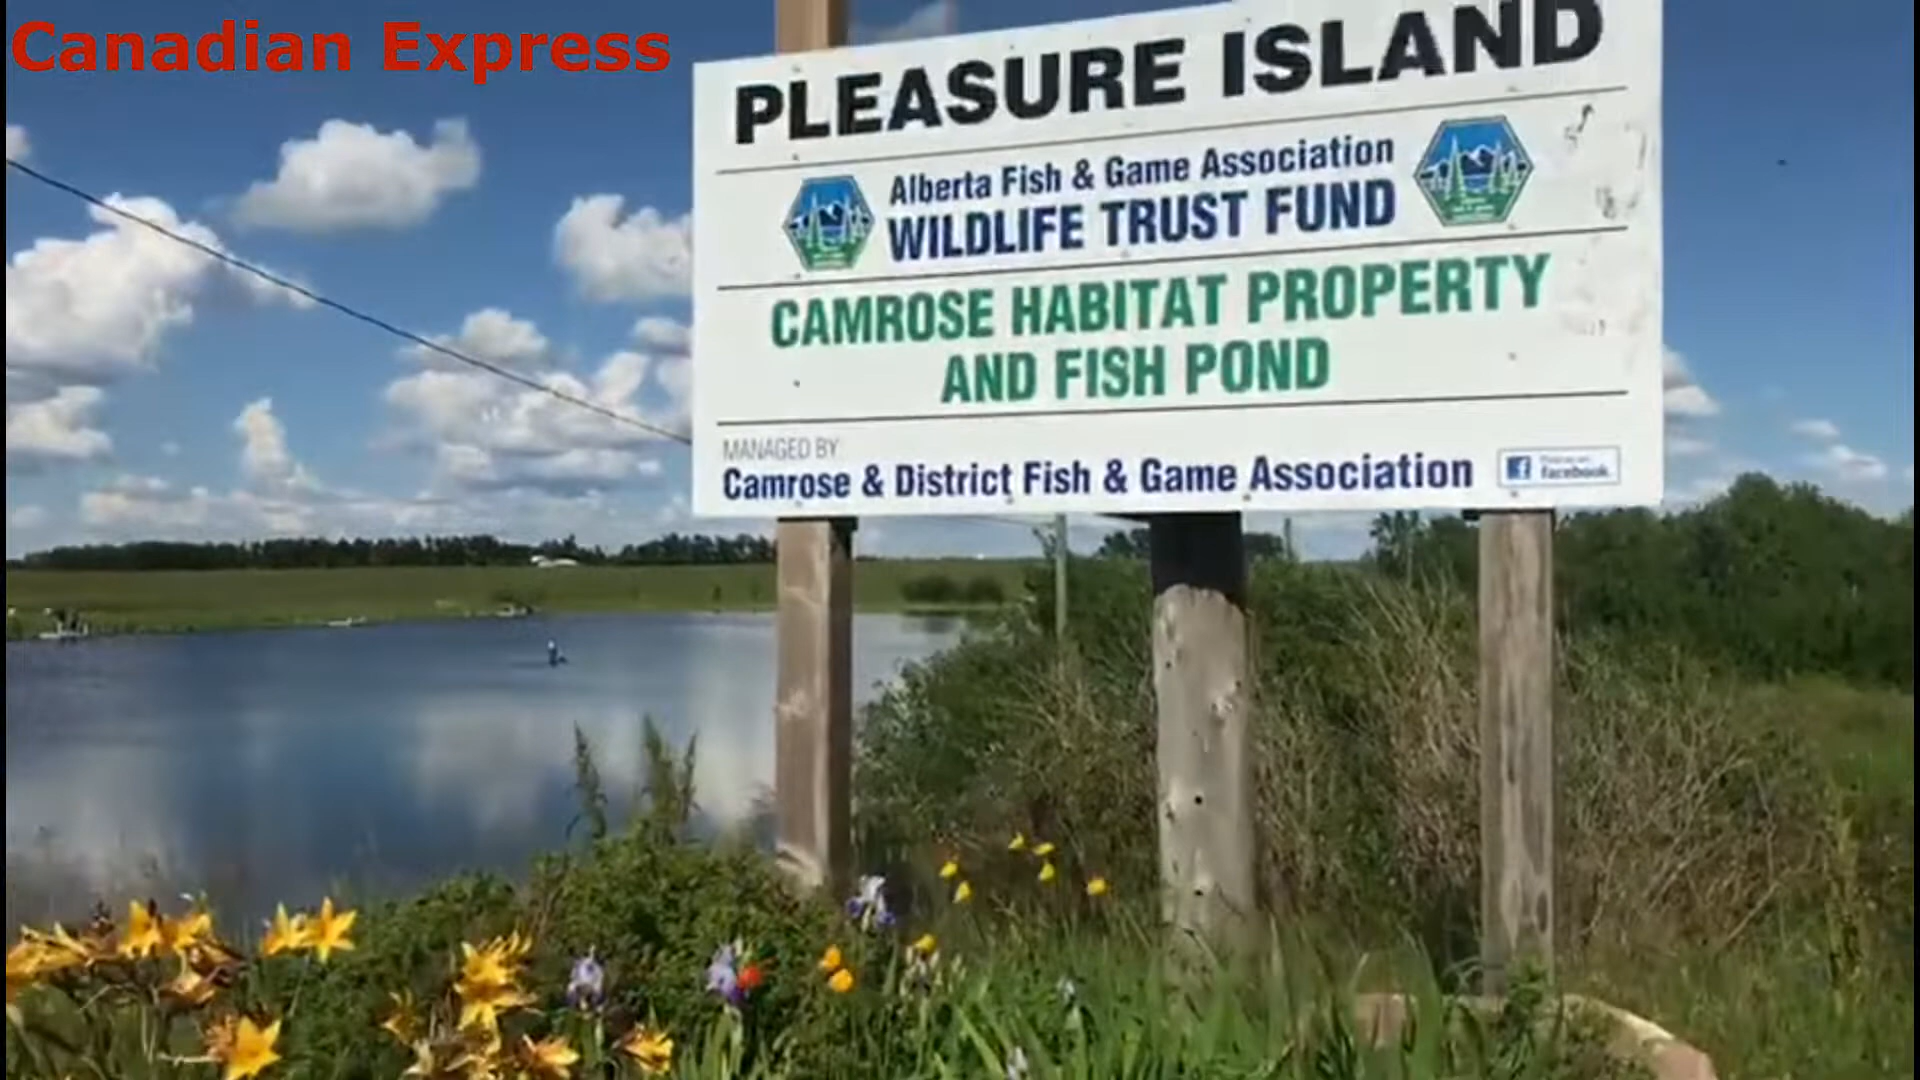 Canadian Express
PLEASURE ISLAND
Alberta Fish & Game Association
WILDLIFE TRUST FUND
CAMROSE HABITAT PROPERTY
AND FISH POND
MANAGED BY:
Camrose & District Fish & Game Association
facebook